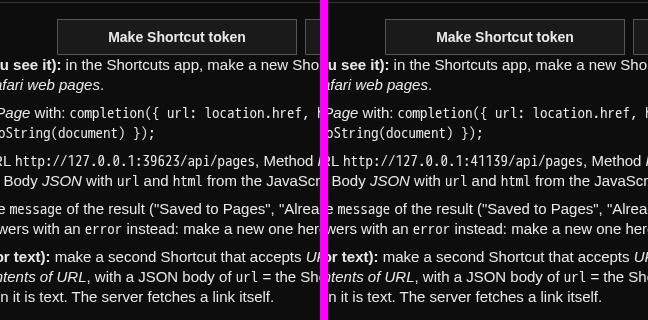 Make Shortcut token
u see it): in the Shortcuts app, make a new Sho
afari web pages.
Page with: completion({ url: location.href, h
oString(document) });
RL http://127.0.0.1:39623/api/pages, Method
Body JSON with url and html from the JavaScr
e message of the result ("Saved to Pages", "Alrea
wers with an error instead: make a new one here
or text): make a second Shortcut that accepts UR
ntents of URL, with a JSON body of url = the Sho
n it is text. The server fetches a link itself.
Make Shortcut token
u see it): in the Shortcuts app, make a new Sho
afari web pages.
Page with: completion({ url: location.href, h
oString(document) });
RL http://127.0.0.1:41139/api/pages, Method
Body JSON with url and html from the JavaScr
e message of the result ("Saved to Pages", "Alrea
wers with an error instead: make a new one here
or text): make a second Shortcut that accepts UR
ntents of URL, with a JSON body of url = the Sho
n it is text. The server fetches a link itself.